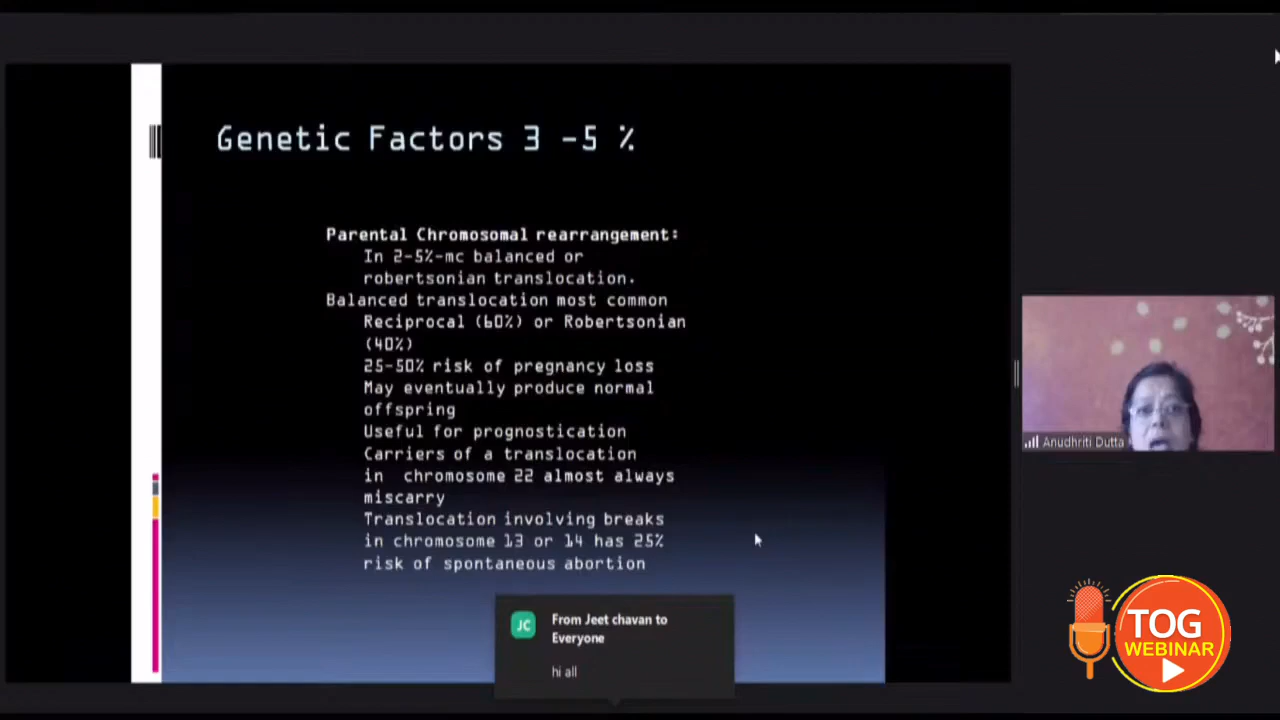 Genetic Factors 3 -5 %
Parental Chromosomal rearrangement:
In 2-5%-mc balanced or
robertsonian translocation.
Balanced translocation most common
Reciprocal (60%) or Robertsonian
(40%)
25-50% risk of pregnancy loss
May eventually produce normal
offspring
Useful for prognostication
Carriers of a translocation
in chromosome 22 almost always
miscarry
Translocation involving breaks
in chromosome 13 or 14 has 25%
risk of spontaneous abortion
Anudhriti Dutta
JC
From Jeet chavan to
Everyone
hi all
TOG
WEBINAR